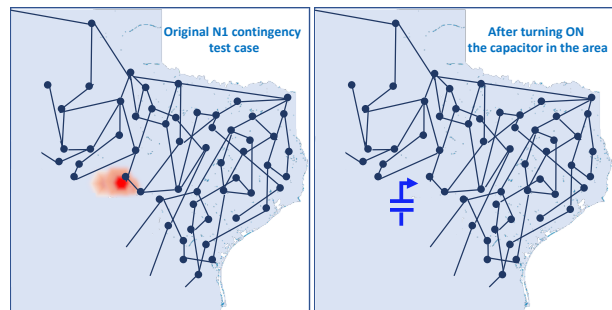 Original N1 contingency
test case
After turning ON
the capacitor in the area